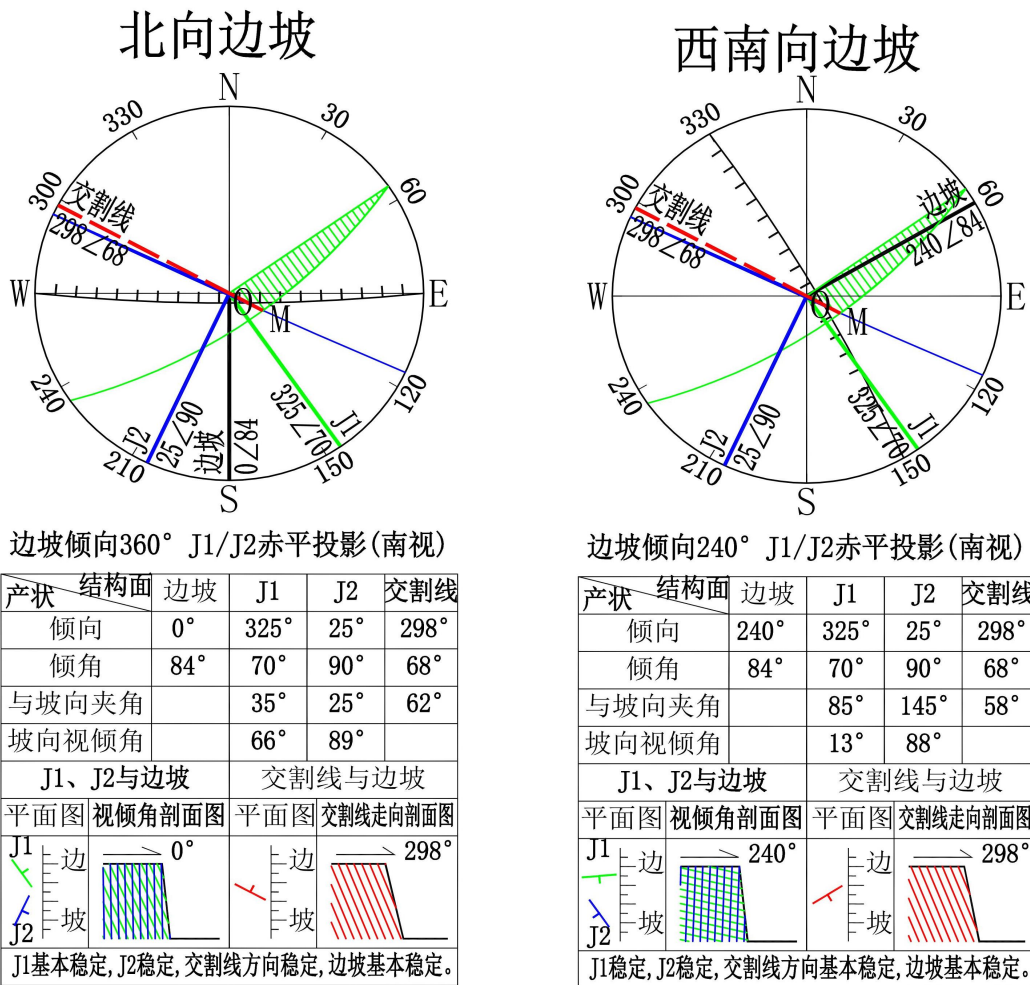 北向边坡
N
330
30
300
60
交割线
298∠68
W
O
E
M
240
120
J2
25∠90
边坡
0∠84
325∠70
J1
210
150
S
边坡倾向360° J1/J2赤平投影(南视)
产状 结构面 边坡 J1 J2 交割线
倾向 0° 325° 25° 298°
倾角 84° 70° 90° 68°
与坡向夹角 35° 25° 62°
坡向视倾角 66° 89°
J1、J2与边坡 交割线与边坡
平面图 视倾角剖面图 平面图 交割线走向剖面图
J1 边 0° 边 298°
J2 坡 坡
J1基本稳定,J2稳定,交割线方向稳定,边坡基本稳定。
西南向边坡
N
330
30
300
60
交割线
298∠68
边坡
240∠84
W
O
E
M
240
120
J2
25∠90
325∠70
J1
210
150
S
边坡倾向240° J1/J2赤平投影(南视)
产状 结构面 边坡 J1 J2 交割线
倾向 240° 325° 25° 298°
倾角 84° 70° 90° 68°
与坡向夹角 85° 145° 58°
坡向视倾角 13° 88°
J1、J2与边坡 交割线与边坡
平面图 视倾角剖面图 平面图 交割线走向剖面图
J1 边 240° 边 298°
J2 坡 坡
J1稳定,J2稳定,交割线方向基本稳定,边坡基本稳定。